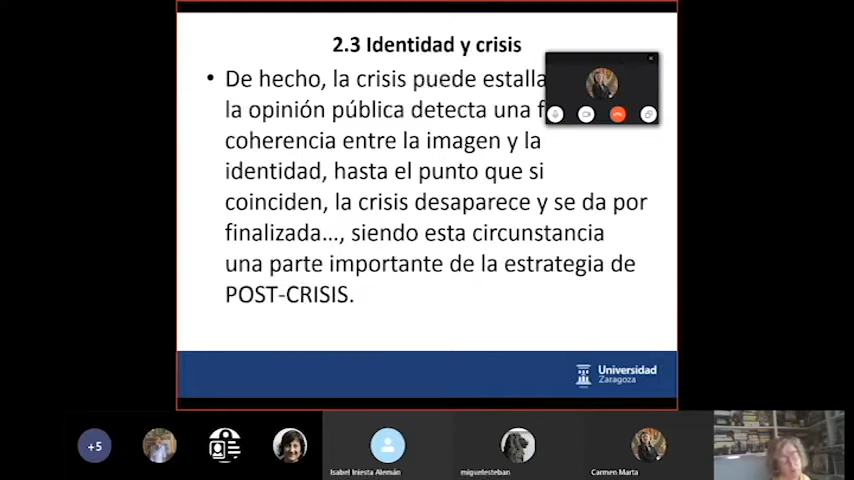 2.3 Identidad y crisis
• De hecho, la crisis puede estalla
la opinión pública detecta una f
coherencia entre la imagen y la
identidad, hasta el punto que si
coinciden, la crisis desaparece y se da por
finalizada..., siendo esta circunstancia
una parte importante de la estrategia de
POST-CRISIS.
Universidad
Zaragoza
+5
Isabel Iniesta Alemán
miguelesteban
Carmen Marta